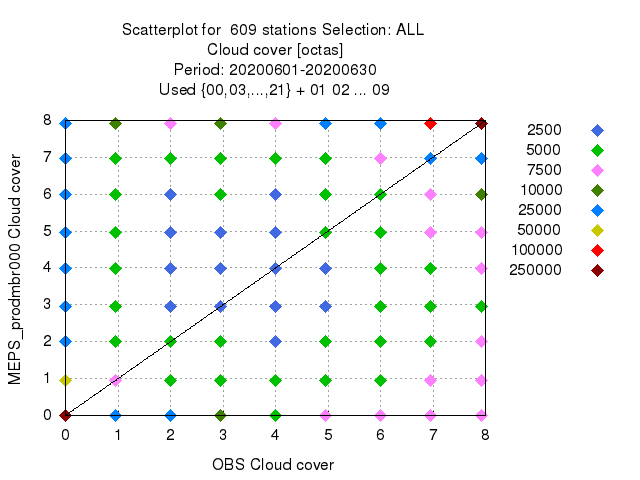 Scatterplot for 609 stations Selection: ALL
Cloud cover [octas]
Period: 20200601-20200630
Used {00,03,...,21} + 01 02 ... 09
8
7
6
5
4
3
2
1
0
0 1 2 3 4 5 6 7 8
MEPS_prodmbr000 Cloud cover
OBS Cloud cover
2500
5000
7500
10000
25000
50000
100000
250000